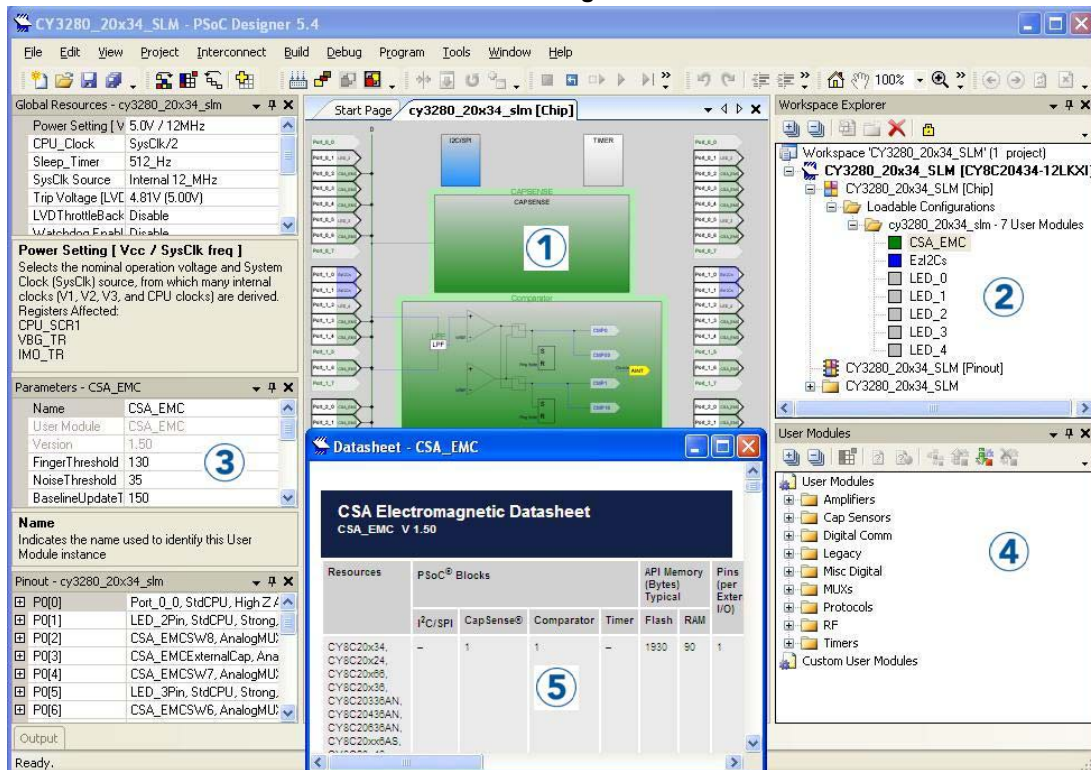 CY3280_20x34_SLM - PSoC Designer 5.4
File Edit View Project Interconnect Build Debug Program Tools Window Help
100%
Global Resources - cy3280_20x34_slm
Power Setting [ V 5.0V / 12MHz
CPU_Clock SysClk/2
Sleep_Timer 512_Hz
SysClk Source Internal 12_MHz
Trip Voltage [LVD 4.81V (5.00V)
LVDThrottleBack Disable
Watchdog Enabl Disable
Power Setting [ Vcc / SysClk freq ]
Selects the nominal operation voltage and System
Clock (SysClk) source, from which many internal
clocks (V1, V2, V3, and CPU clocks) are derived.
Registers Affected:
CPU_SCR1
VBG_TR
IMO_TR
Parameters - CSA_EMC
Name CSA_EMC
User Module CSA_EMC
Version 1.50
FingerThreshold 130
NoiseThreshold 35
BaselineUpdateT 150
3
Name
Indicates the name used to identify this User
Module instance
Pinout - cy3280_20x34_slm
P0[0] Port_0_0, StdCPU, High Z A
P0[1] LED_2Pin, StdCPU, Strong,
P0[2] CSA_EMCSW8, AnalogMU
P0[3] CSA_EMCExternalCap, Ana
P0[4] CSA_EMCSW7, AnalogMU
P0[5] LED_3Pin, StdCPU, Strong,
P0[6] CSA_EMCSW6, AnalogMU
Output
Ready.
Start Page cy3280_20x34_slm [Chip]
I2C/SPI TIMER
CAPSENSE
CAPSENSE
1
Comparator
LPF
LPF
Datasheet - CSA_EMC
CSA Electromagnetic Datasheet
CSA_EMC V 1.50
Resources PSoC® Blocks API Memory (Bytes) Typical Pins (per Exter I/O)
I²C/SPI CapSense® Comparator Timer Flash RAM
CY8C20x34, – 1 1 – 1930 90 1
CY8C20x24,
CY8C20x66,
CY8C20x36,
CY8C20336AN,
CY8C20436AN,
CY8C20636AN,
CY8C20xx6AS,
5
Workspace Explorer
Workspace 'CY3280_20x34_SLM' (1 project)
CY3280_20x34_SLM [CY8C20434-12LKXI]
CY3280_20x34_SLM [Chip]
Loadable Configurations
cy3280_20x34_slm - 7 User Modules
CSA_EMC
EzI2Cs
LED_0
LED_1
LED_2
LED_3
LED_4
2
CY3280_20x34_SLM [Pinout]
CY3280_20x34_SLM
User Modules
User Modules
Amplifiers
Cap Sensors
Digital Comm
Legacy
Misc Digital
MUXs
Protocols
RF
Timers
Custom User Modules
4